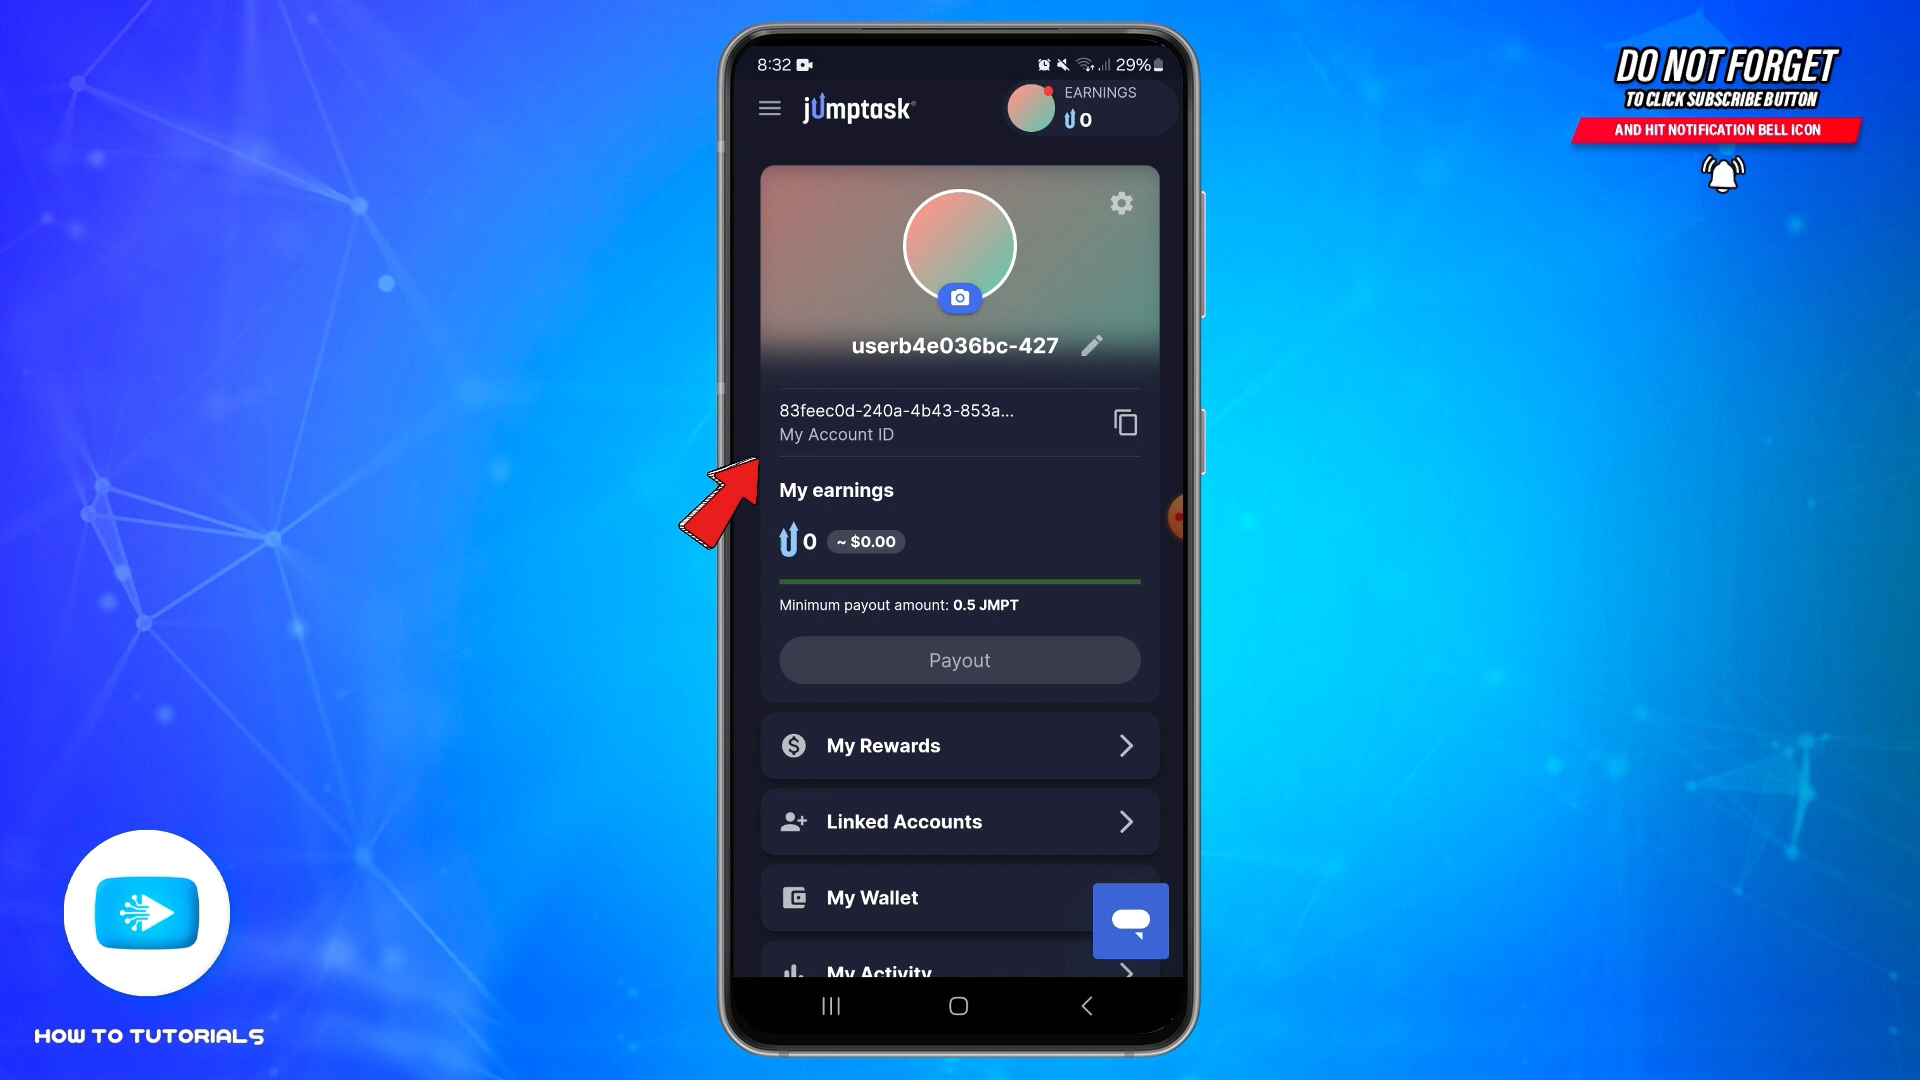 DO NOT FORGET
TO CLICK SUBSCRIBE BUTTON
AND HIT NOTIFICATION BELL ICON
8:32
29%
jumptask
EARNINGS
0
userb4e036bc-427
83feec0d-240a-4b43-853a...
My Account ID
My earnings
0 ~ $0.00
Minimum payout amount: 0.5 JMPT
Payout
My Rewards
Linked Accounts
My Wallet
My Activity
HOW TO TUTORIALS